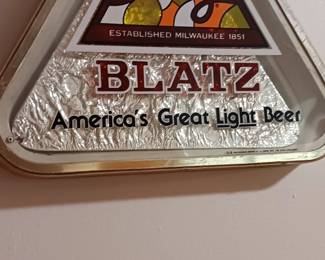 ESTABLISHED MILWAUKEE 1851
BLATZ
America's Great Light Beer